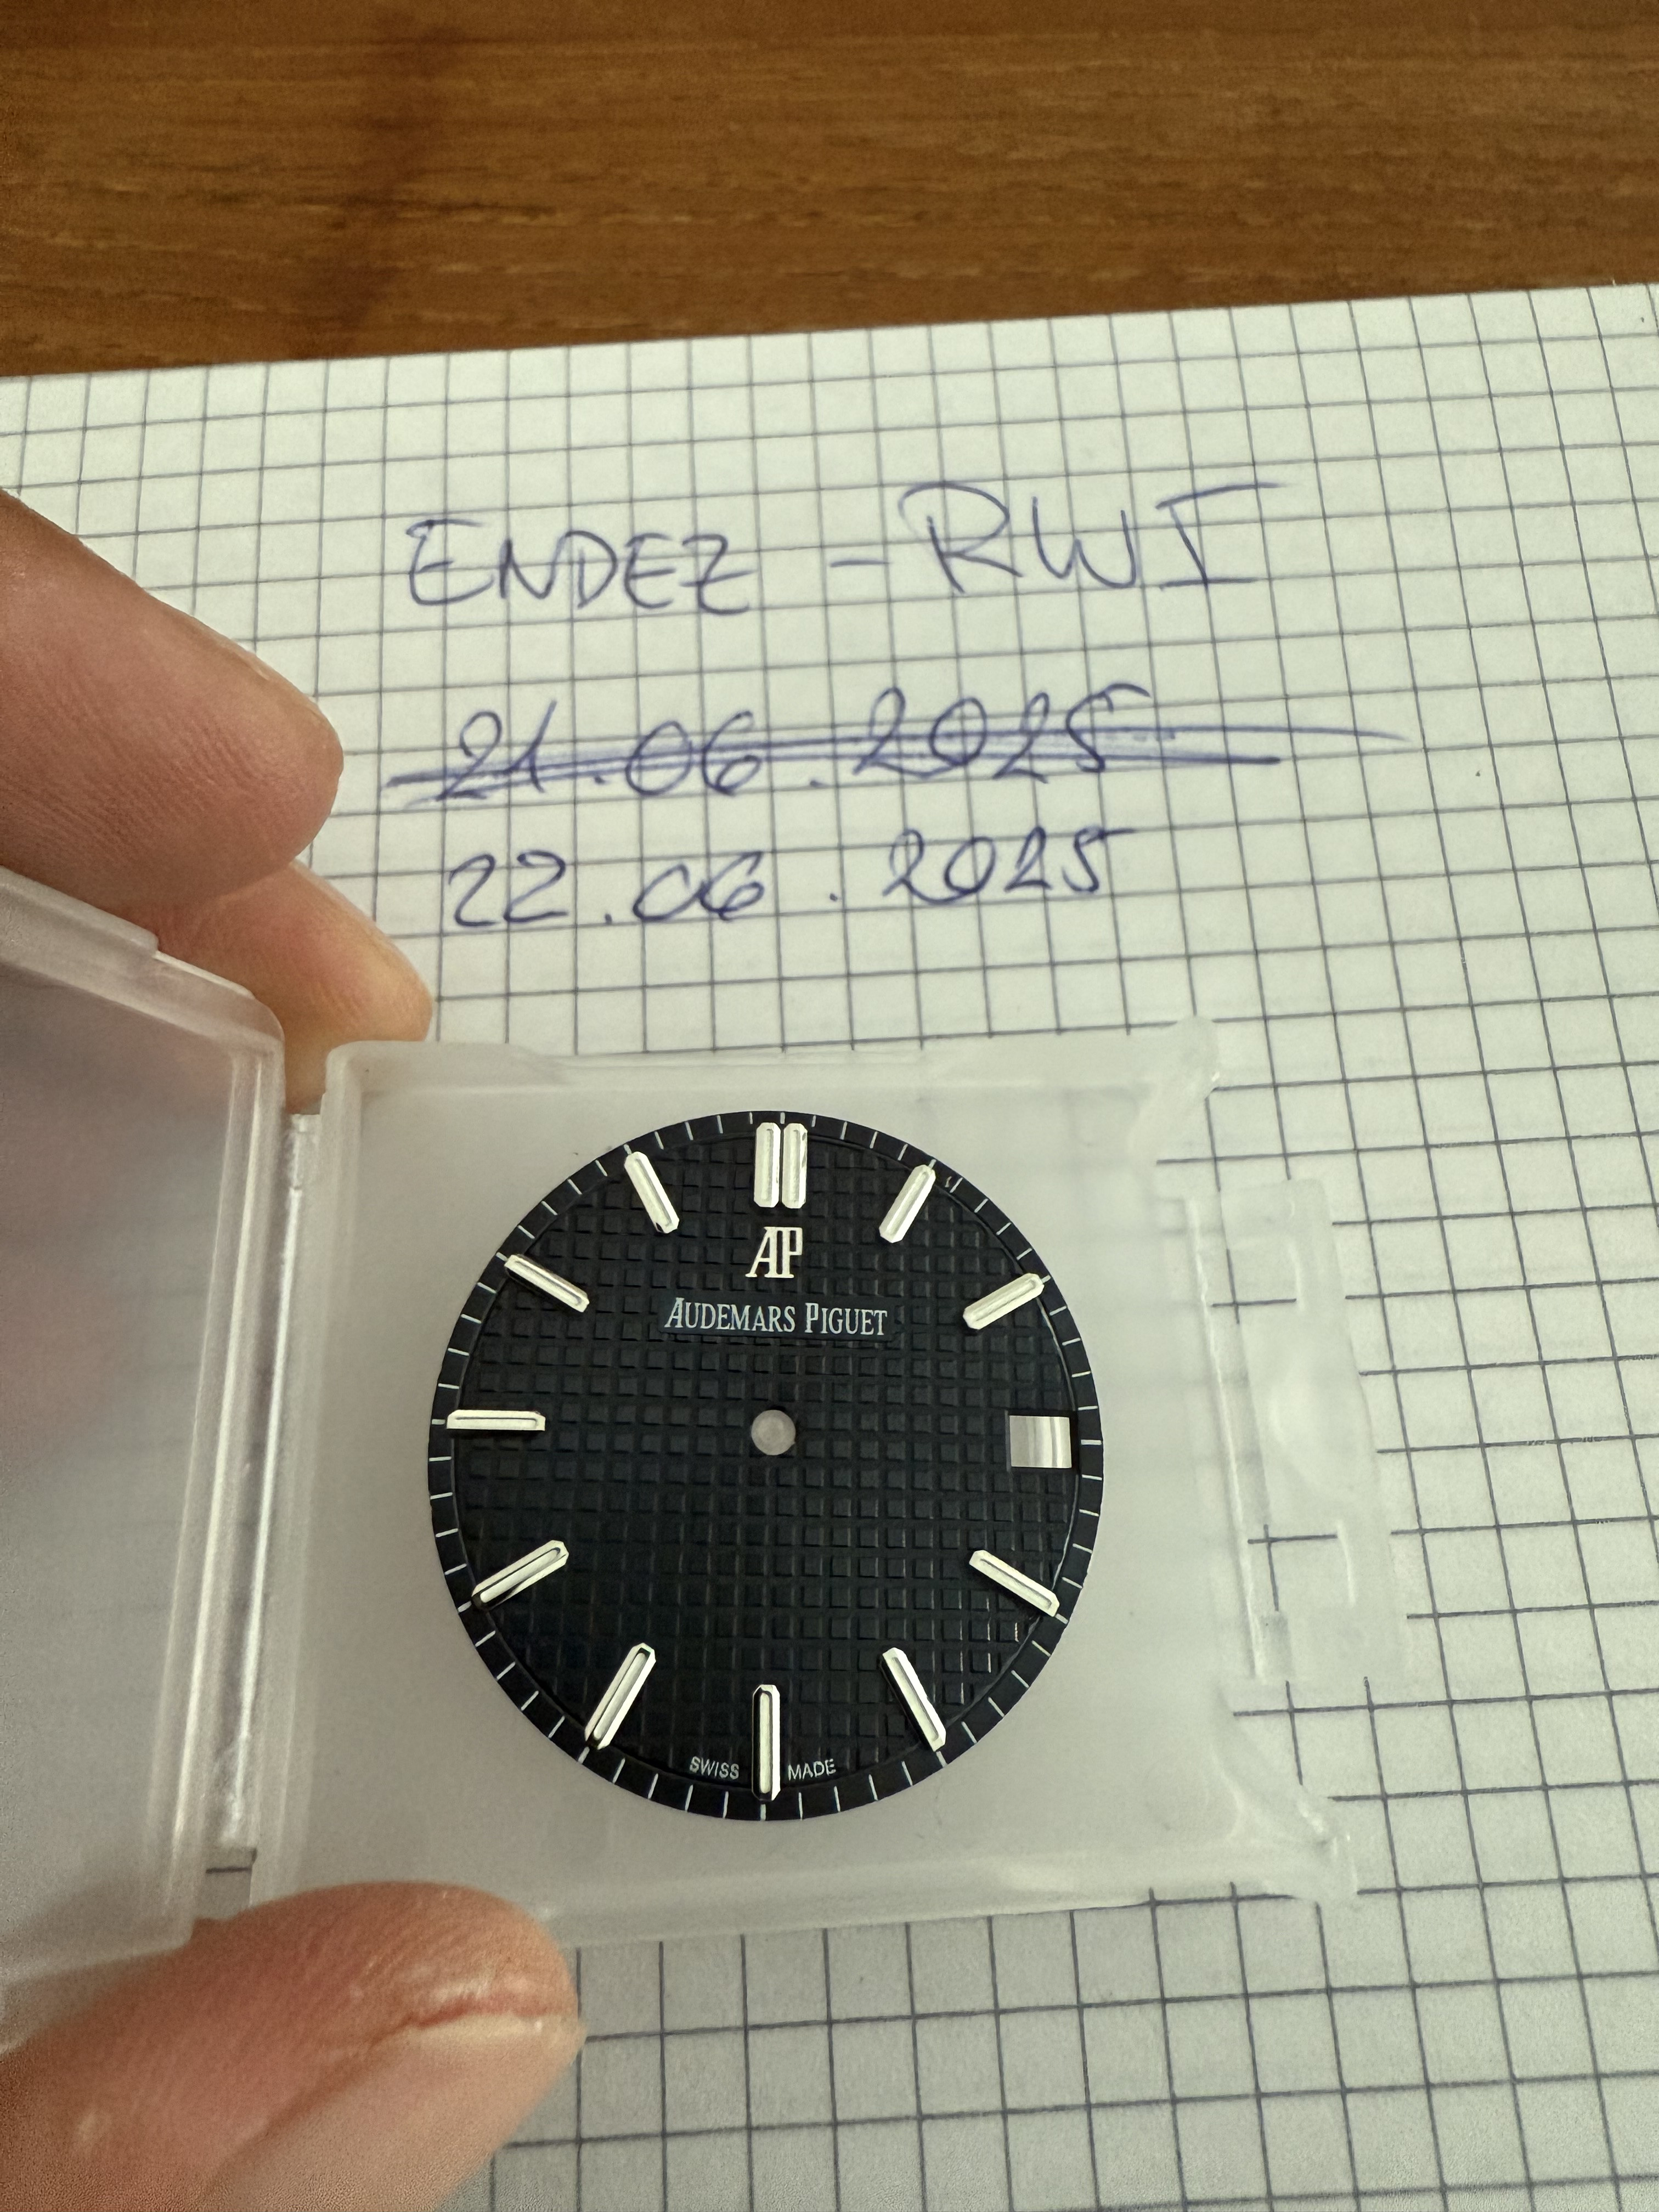 ENDEZ - RWI
21.06.2025
22.06.2025
AP
AUDEMARS PIGUET
SWISS MADE